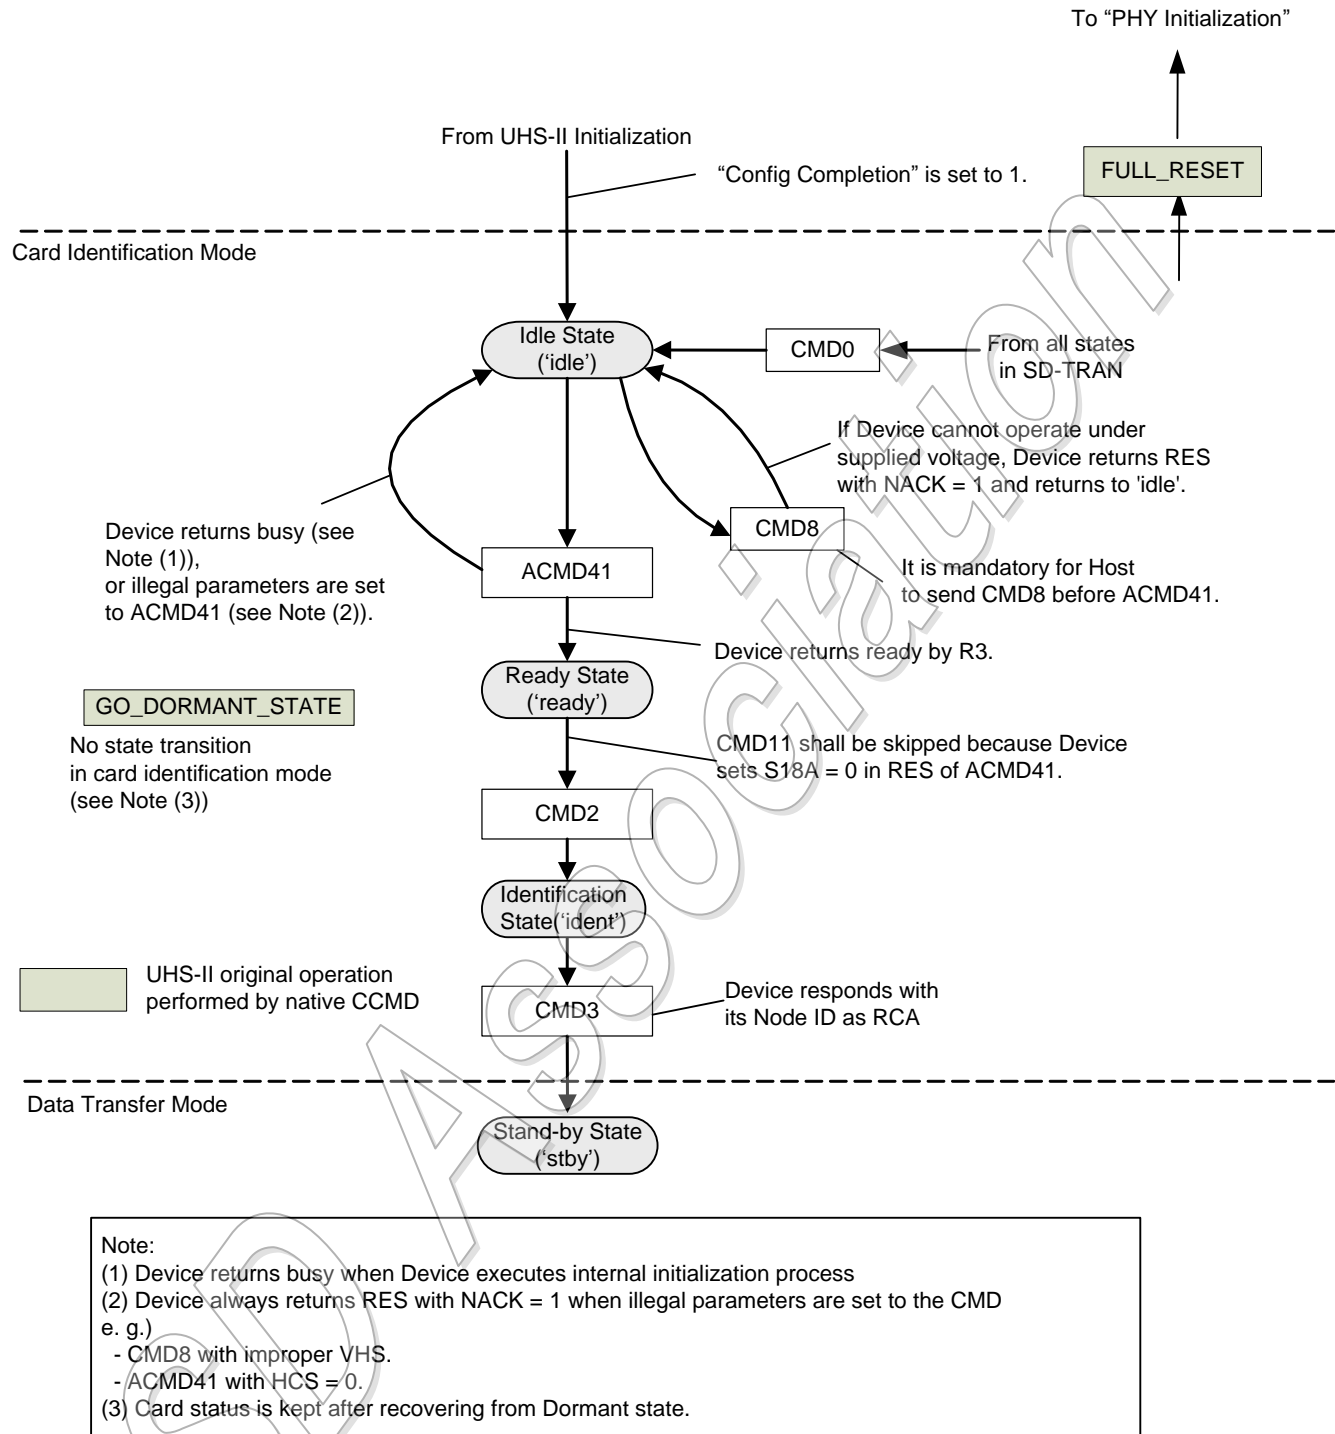 To “PHY Initialization”
From UHS-II Initialization
“Config Completion” is set to 1.
FULL_RESET
Card Identification Mode
Idle State
(‘idle’)
CMD0
From all states
in SD-TRAN
If Device cannot operate under
supplied voltage, Device returns RES
with NACK = 1 and returns to 'idle'.
Device returns busy (see
Note (1)),
or illegal parameters are set
to ACMD41 (see Note (2)).
CMD8
ACMD41
It is mandatory for Host
to send CMD8 before ACMD41.
Device returns ready by R3.
Ready State
(‘ready’)
GO_DORMANT_STATE
No state transition
in card identification mode
(see Note (3))
CMD11 shall be skipped because Device
sets S18A = 0 in RES of ACMD41.
CMD2
Identification
State(‘ident’)
UHS-II original operation
performed by native CCMD
CMD3
Device responds with
its Node ID as RCA
Data Transfer Mode
Stand-by State
(‘stby’)
Note:
(1) Device returns busy when Device executes internal initialization process
(2) Device always returns RES with NACK = 1 when illegal parameters are set to the CMD
e. g.)
- CMD8 with improper VHS.
- ACMD41 with HCS = 0.
(3) Card status is kept after recovering from Dormant state.
SD Association